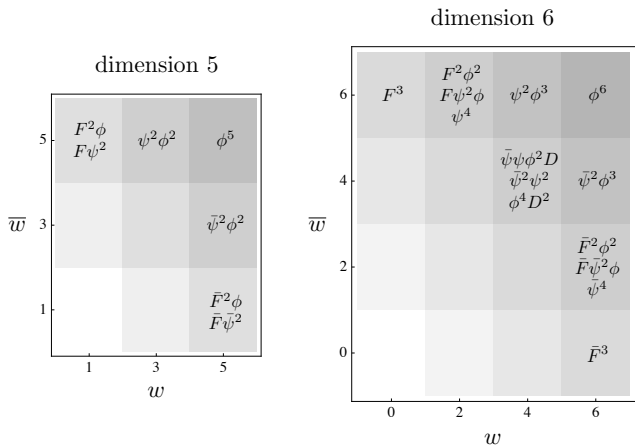 dimension 5
F²ϕ
Fψ²
ψ²ϕ²
ϕ⁵
ψ̄²ϕ²
F̄²ϕ
F̄ψ̄²
5
3
1
w̅
1 3 5
w
dimension 6
F³
F²ϕ²
Fψ²ϕ
ψ⁴
ψ²ϕ³
ϕ⁶
ψ̄ψϕ²D
ψ̄²ψ²
ϕ⁴D²
ψ̄²ϕ³
F̄²ϕ²
F̄ψ̄²ϕ
ψ̄⁴
F̄³
6
4
2
0
w̅
0 2 4 6
w